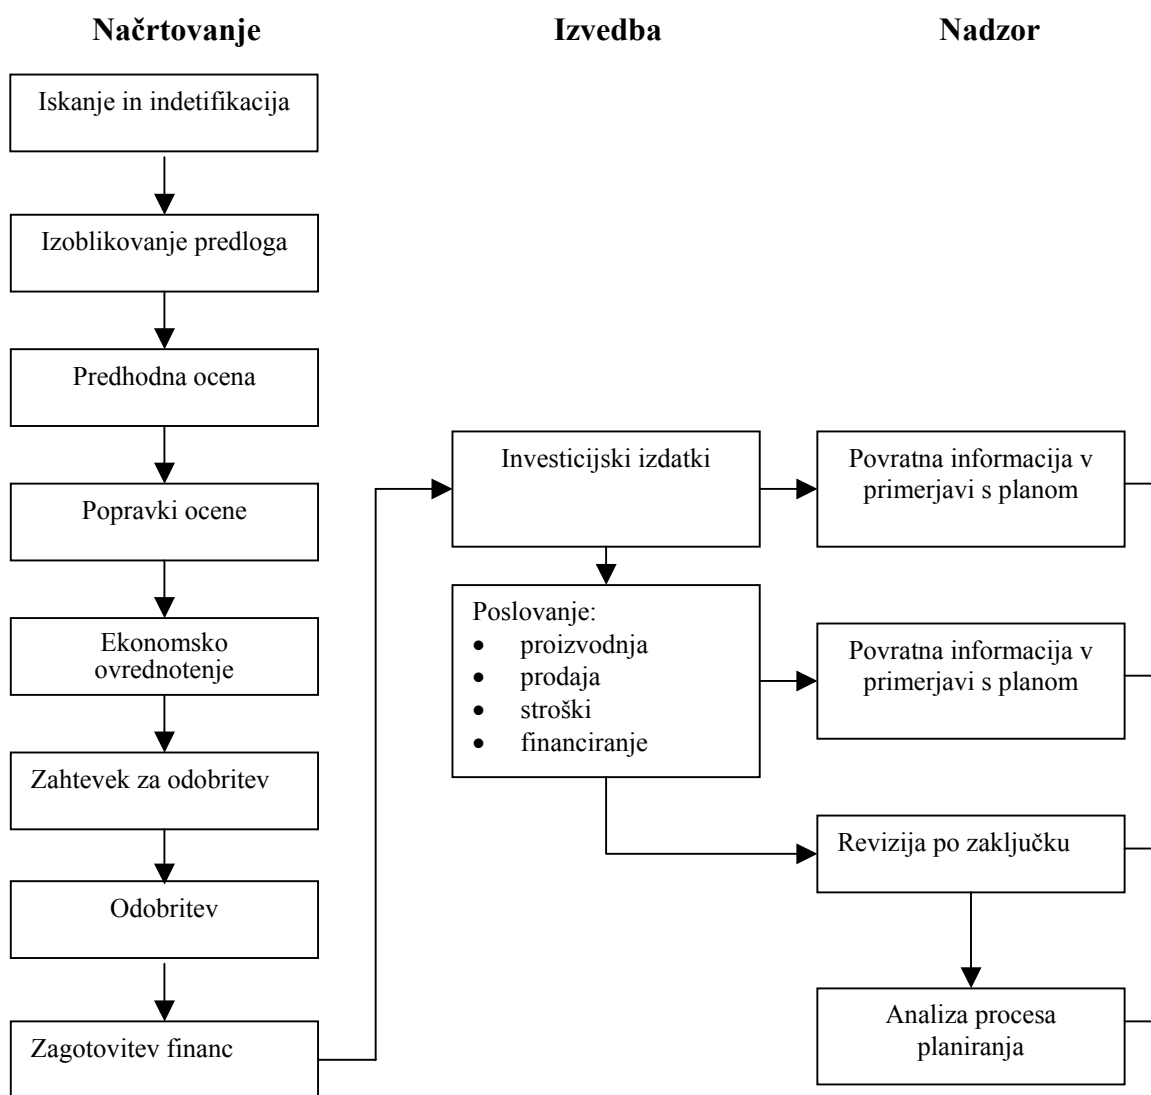 Načrtovanje
Izvedba
Nadzor
Iskanje in indetifikacija
Izoblikovanje predloga
Predhodna ocena
Popravki ocene
Ekonomsko
ovrednotenje
Zahtevek za odobritev
Odobritev
Zagotovitev financ
Investicijski izdatki
Poslovanje:
• proizvodnja
• prodaja
• stroški
• financiranje
Povratna informacija v
primerjavi s planom
Povratna informacija v
primerjavi s planom
Revizija po zaključku
Analiza procesa
planiranja